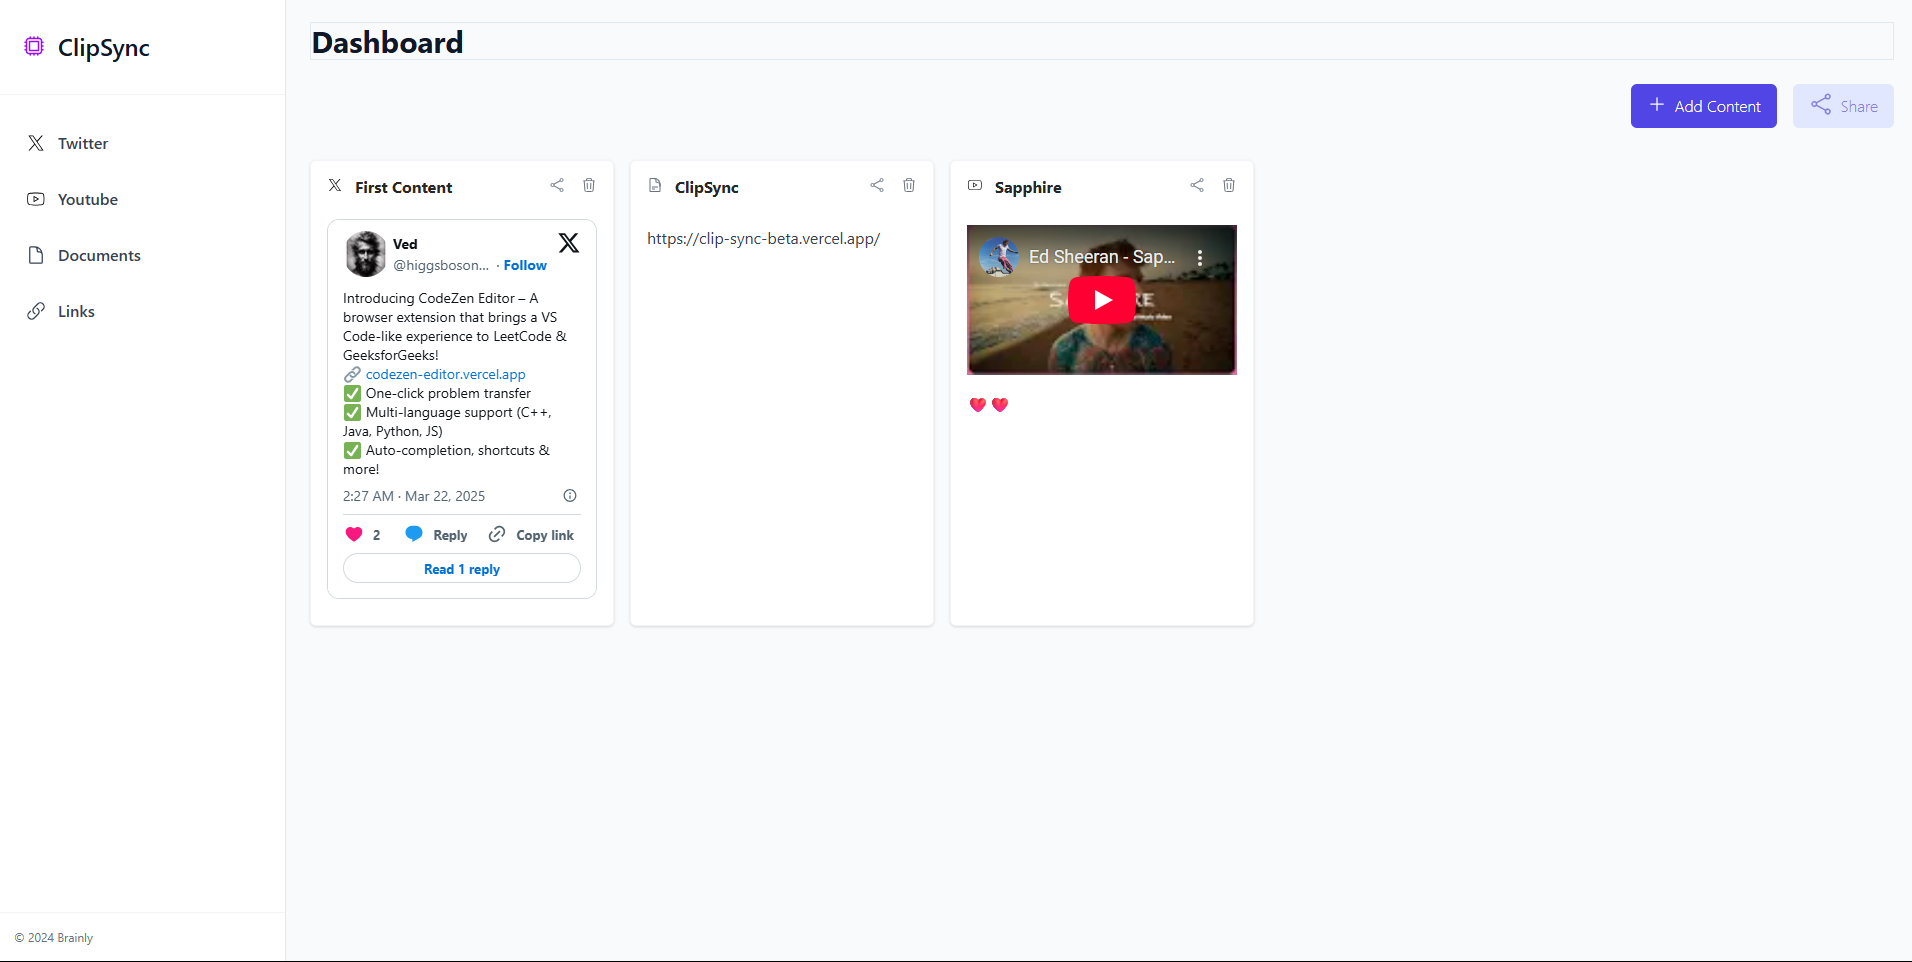 ClipSync
Twitter
Youtube
Documents
Links
© 2024 Brainly
Dashboard
Add Content
Share
First Content
Ved
@higgsboson... · Follow
Introducing CodeZen Editor – A
browser extension that brings a VS
Code-like experience to LeetCode &
GeeksforGeeks!
🔗 codezen-editor.vercel.app
✅ One-click problem transfer
✅ Multi-language support (C++,
Java, Python, JS)
✅ Auto-completion, shortcuts &
more!
2:27 AM · Mar 22, 2025
2 Reply Copy link
Read 1 reply
ClipSync
https://clip-sync-beta.vercel.app/
Sapphire
Ed Sheeran - Sap...